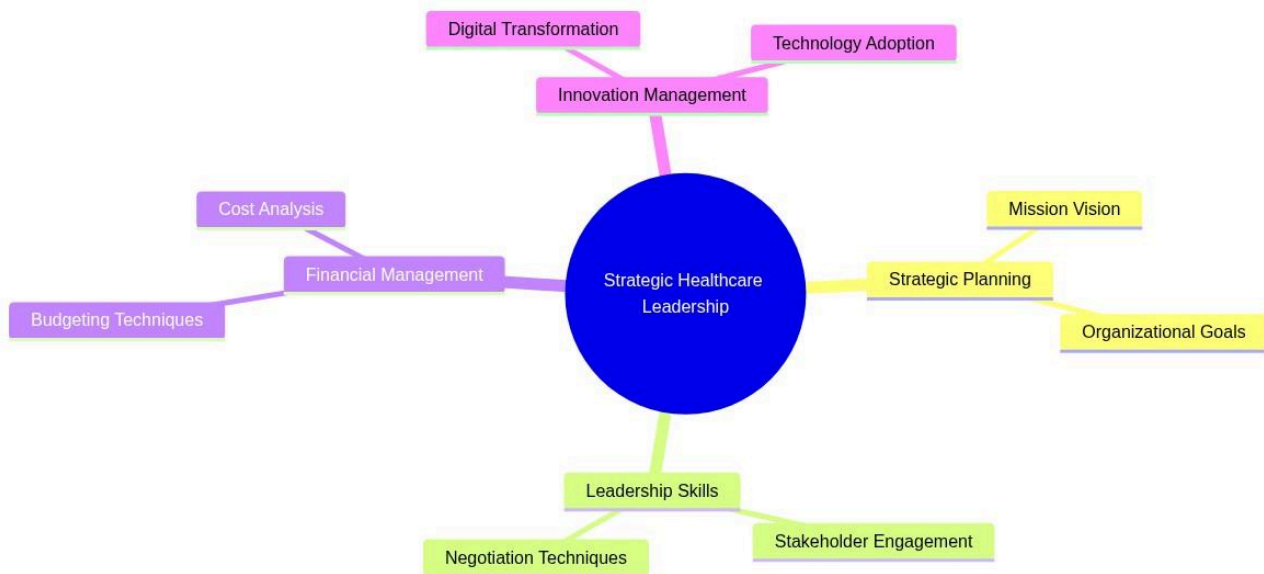 Digital Transformation
Technology Adoption
Innovation Management
Cost Analysis
Mission Vision
Financial Management
Strategic Healthcare
Leadership
Strategic Planning
Budgeting Techniques
Organizational Goals
Leadership Skills
Negotiation Techniques
Stakeholder Engagement